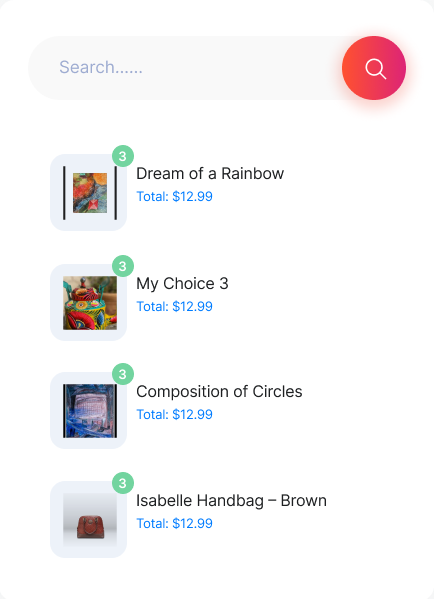 Search......
3
Dream of a Rainbow
Total: $12.99
3
My Choice 3
Total: $12.99
3
Composition of Circles
Total: $12.99
3
Isabelle Handbag – Brown
Total: $12.99